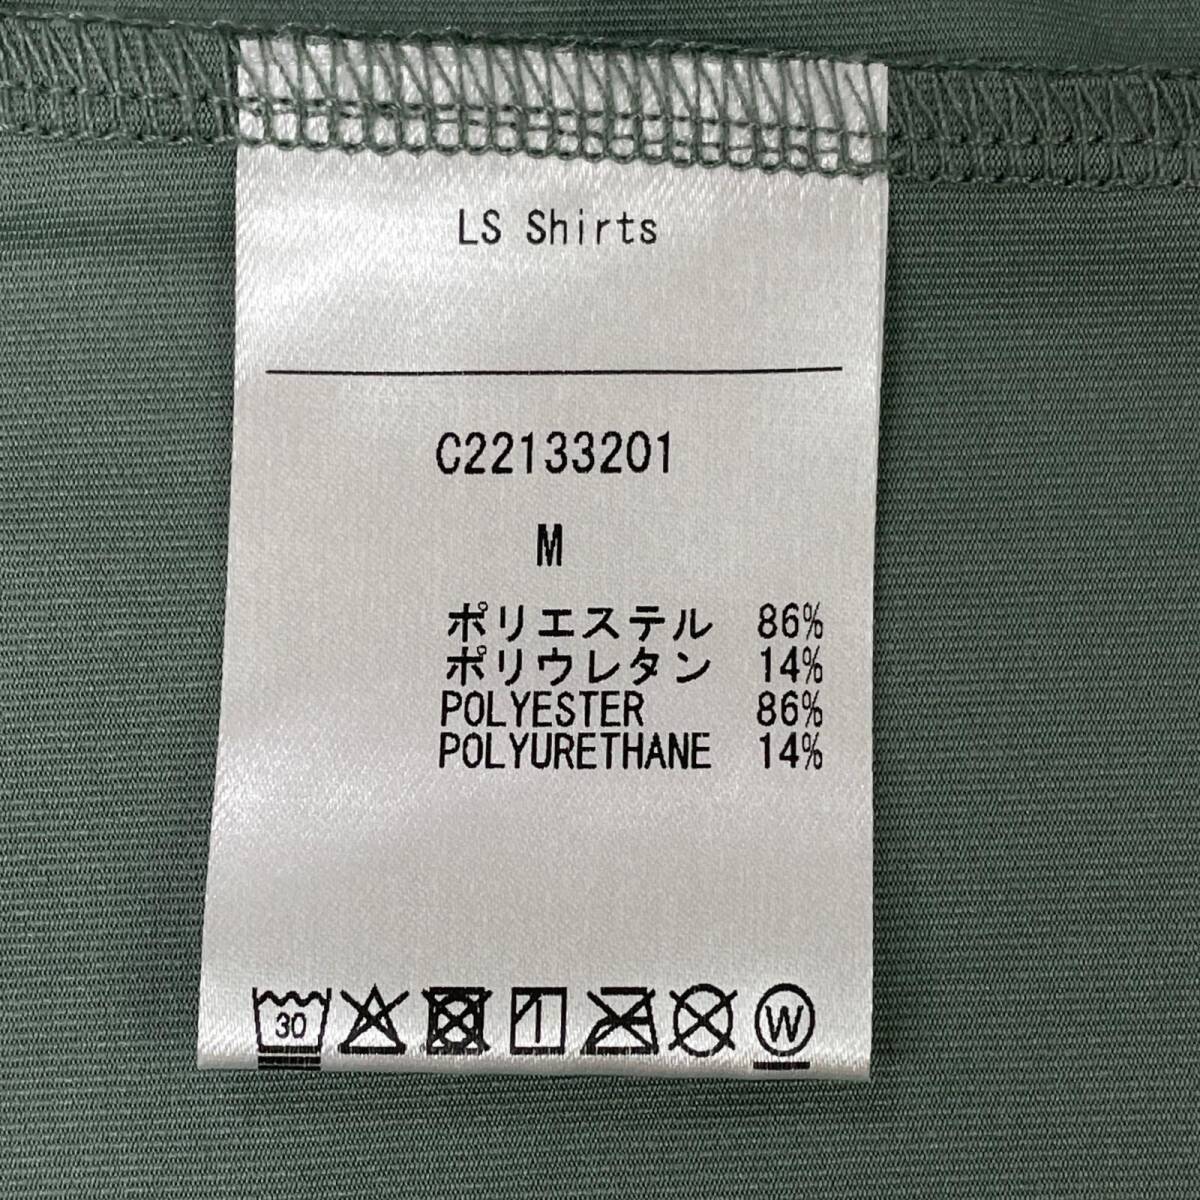 LS Shirts
C22133201
M
ポリエステル 86%
ポリウレタン 14%
POLYESTER 86%
POLYURETHANE 14%
30 W